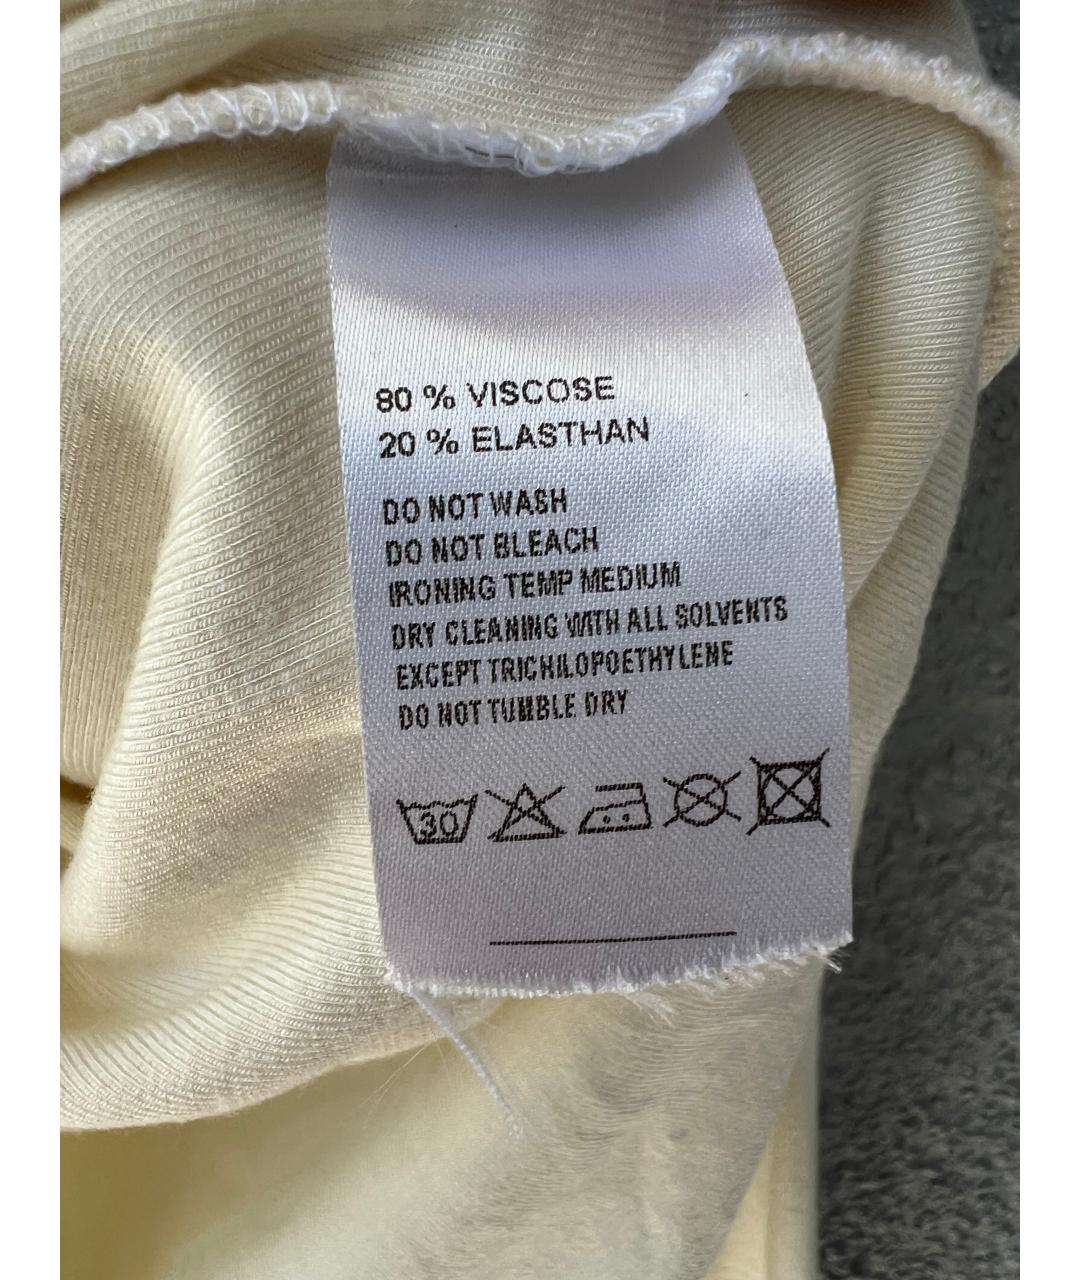 80 % VISCOSE
20 % ELASTHAN
DO NOT WASH
DO NOT BLEACH
IRONING TEMP MEDIUM
DRY CLEANING WITH ALL SOLVENTS
EXCEPT TRICHILOPOETHYLENE
DO NOT TUMBLE DRY
30